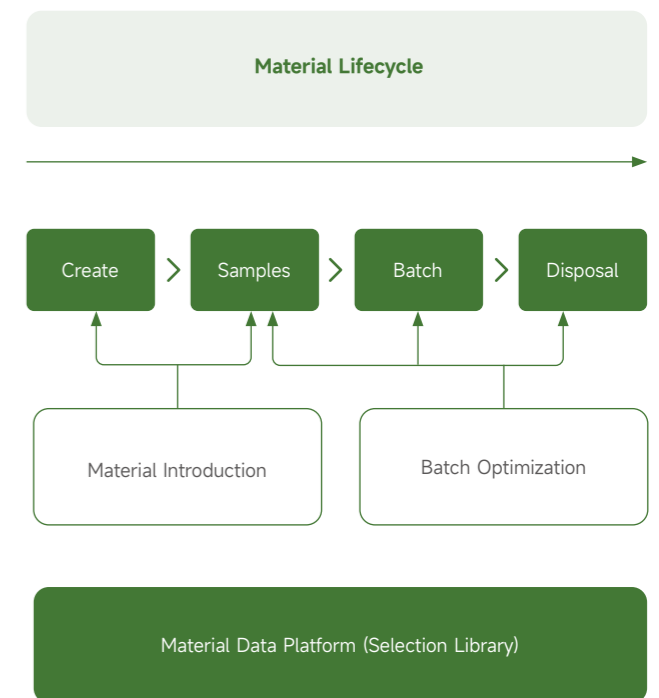 Material Lifecycle
Create
Samples
Batch
Disposal
Material Introduction
Batch Optimization
Material Data Platform (Selection Library)